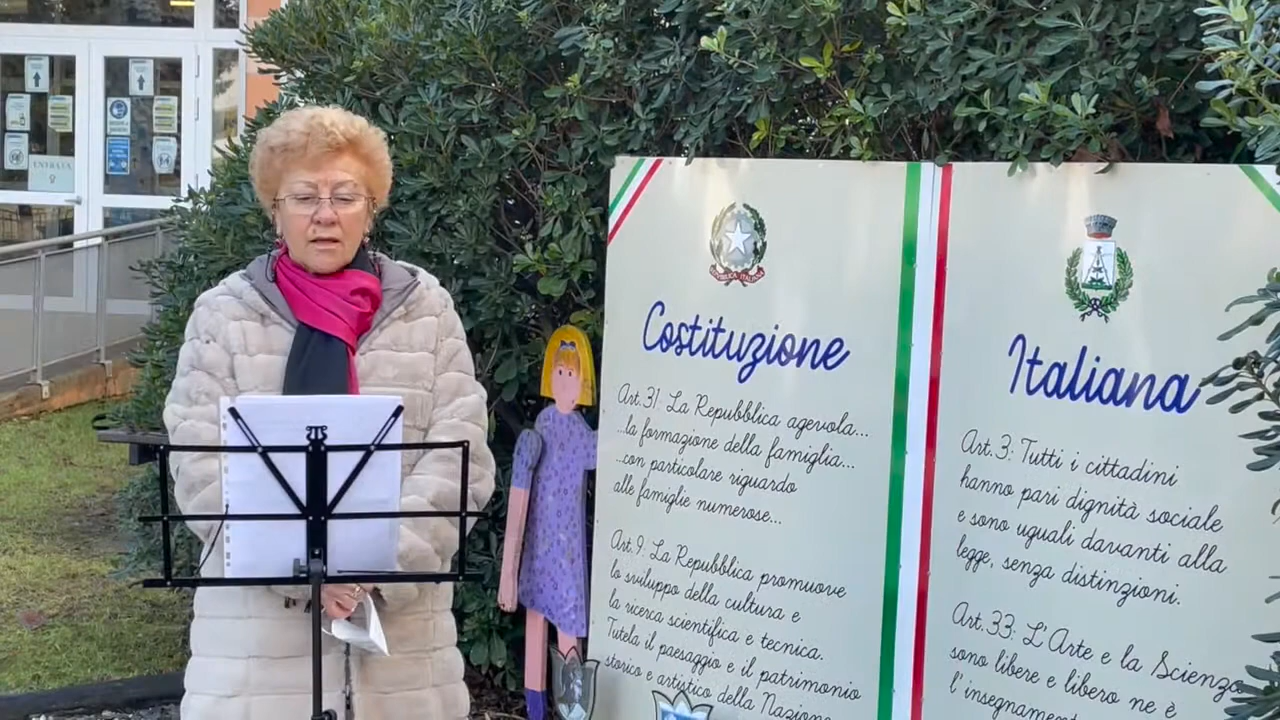 ENTRATA
REPUBBLICA ITALIANA
Costituzione
Art. 31 La Repubblica agevola...
...la formazione della famiglia...
...con particolare riguardo
alle famiglie numerose...
Art. 9: La Repubblica promuove
lo sviluppo della cultura e
la ricerca scientifica e tecnica.
Tutela il paesaggio e il patrimonio
storico e artistico della Nazione
Italiana
Art. 3: Tutti i cittadini
hanno pari dignità sociale
e sono uguali davanti alla
legge, senza distinzioni.
Art. 33: L'Arte e la Scienza
sono libere e libero ne è
l'insegnament